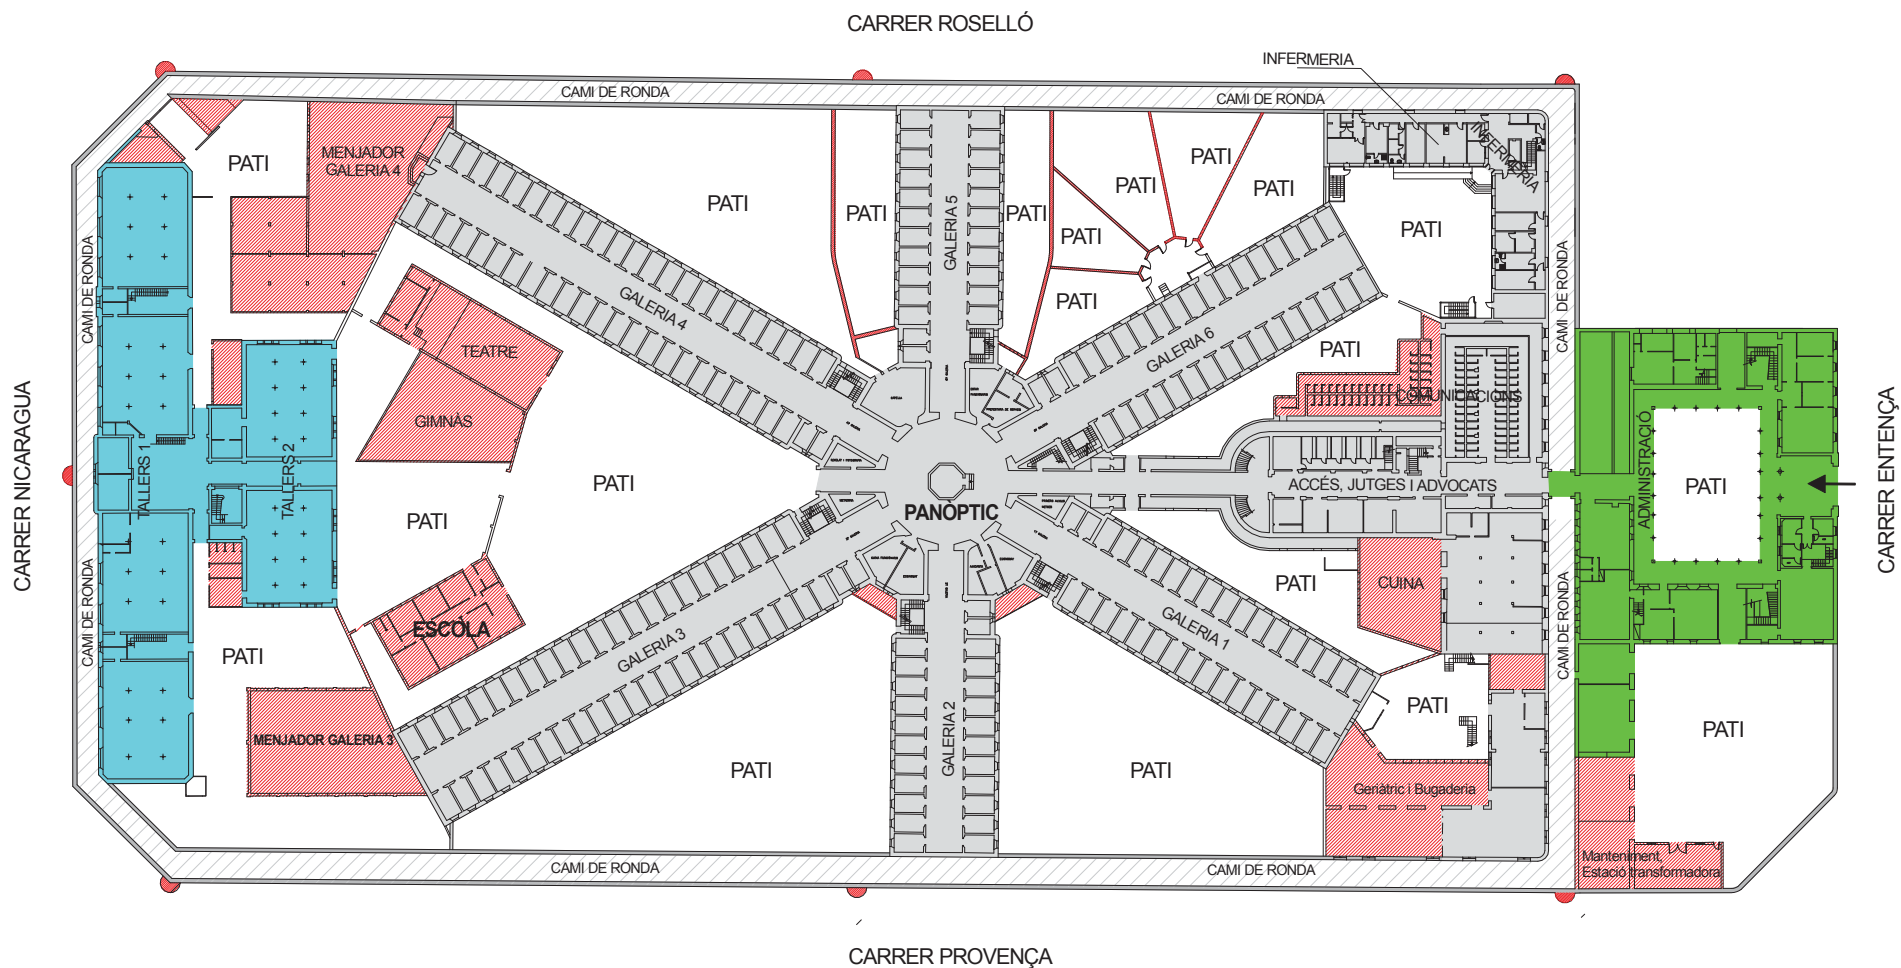 CARRER ROSELLÓ
INFERMERIA
CAMI DE RONDA
CAMI DE RONDA
INFERMERIA
PATI
MENJADOR
GALERIA 4
PATI
PATI
GALERIA 5
PATI
PATI
PATI
PATI
PATI
PATI
PATI
CAMI DE RONDA
CAMI DE RONDA
GALERIA 4
TEATRE
GIMNÀS
GALERIA 6
PATI
COMUNICACIONS
CARRER NICARAGUA
TALLERS 1
TALLERS 2
PATI
PATI
PANÒPTIC
ACCÉS, JUTGES I ADVOCATS
ADMINISTRACIÓ
PATI
CARRER ENTENÇA
CAMI DE RONDA
ESCOLA
PATI
GALERIA 3
GALERIA 2
GALERIA 1
PATI
CUINA
CAMI DE RONDA
PATI
PATI
MENJADOR GALERIA 3
PATI
PATI
Geriàtric i Bugaderia
Manteniment,
Estació transformadora
CAMI DE RONDA
CAMI DE RONDA
CARRER PROVENÇA